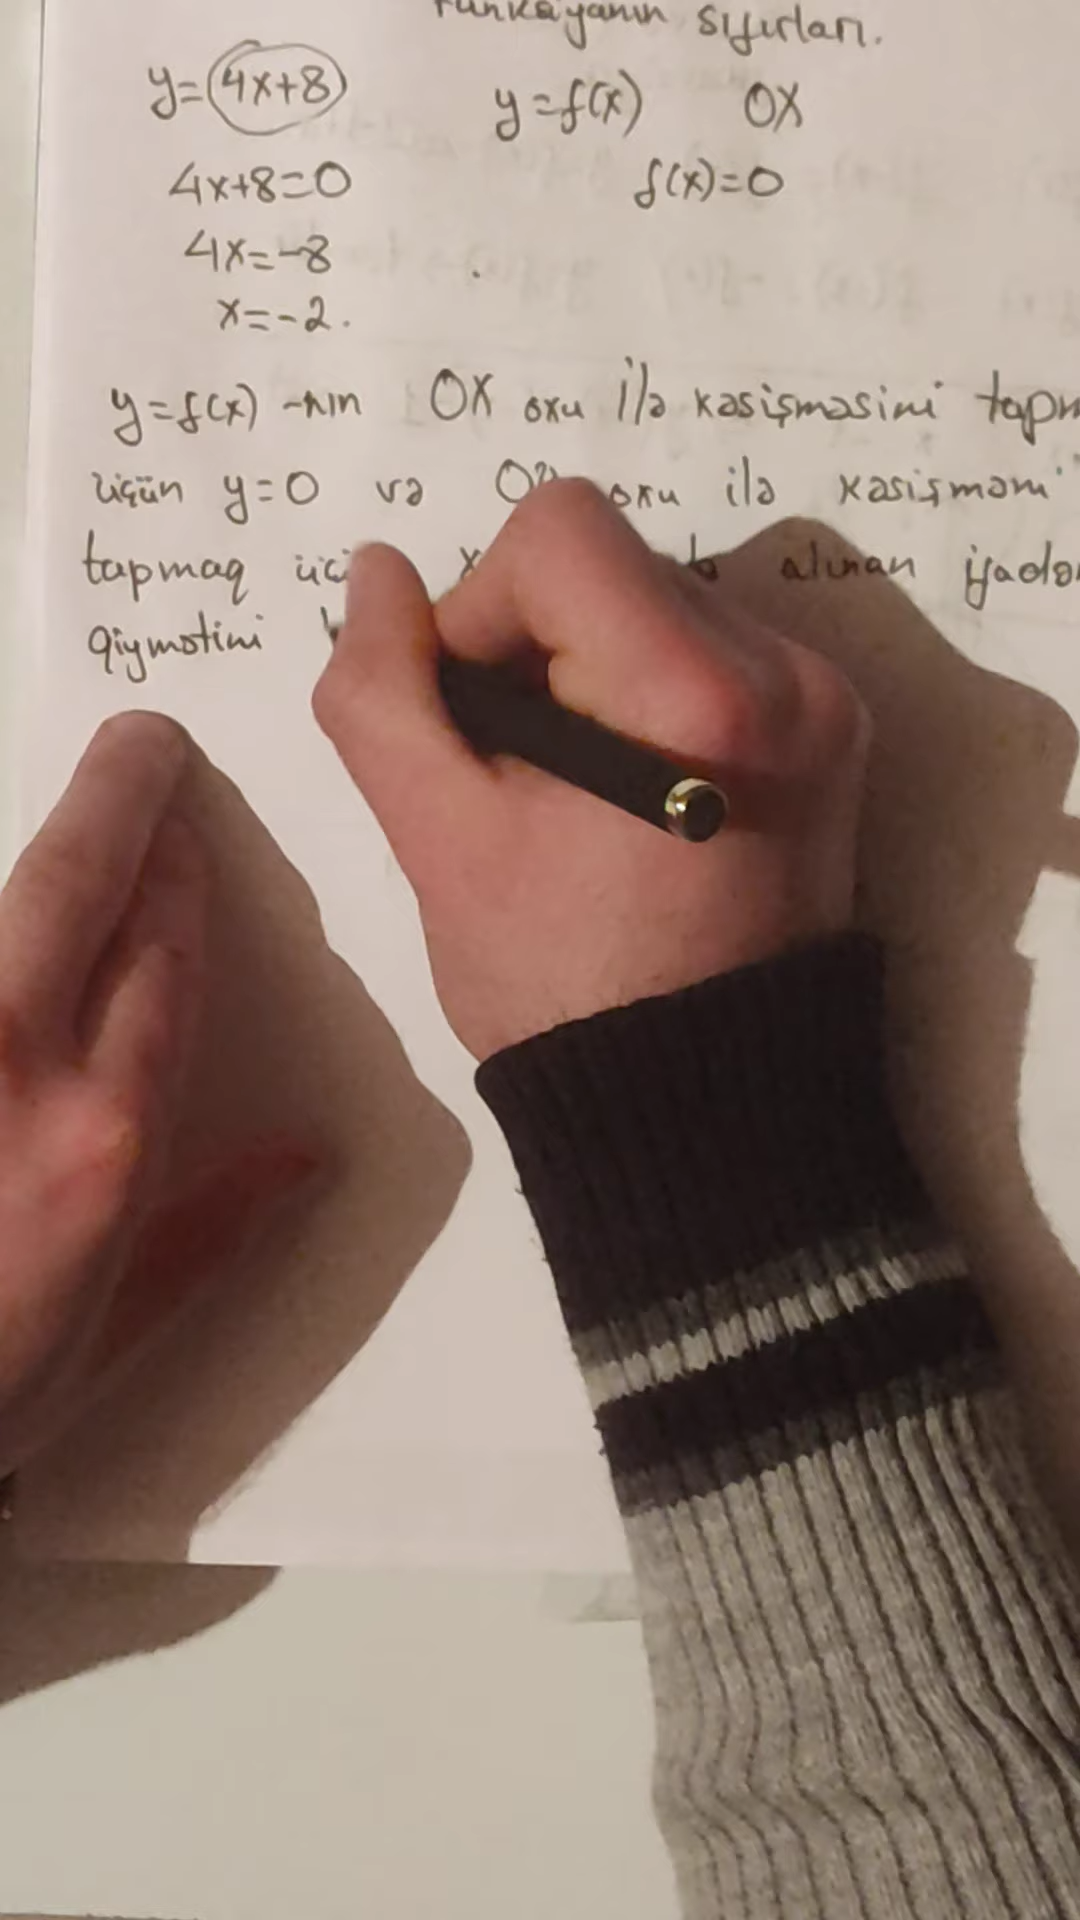 Funksiyanın sıfırları.
y=4x+8 y=f(x) OX
4x+8=0 f(x)=0
4x=-8
x=-2.
y=f(x)-nın OX oxu ilə kəsişməsini
üçün y=0 və oxu ilə kəsişməni
tapmaq alınan
qiymətini